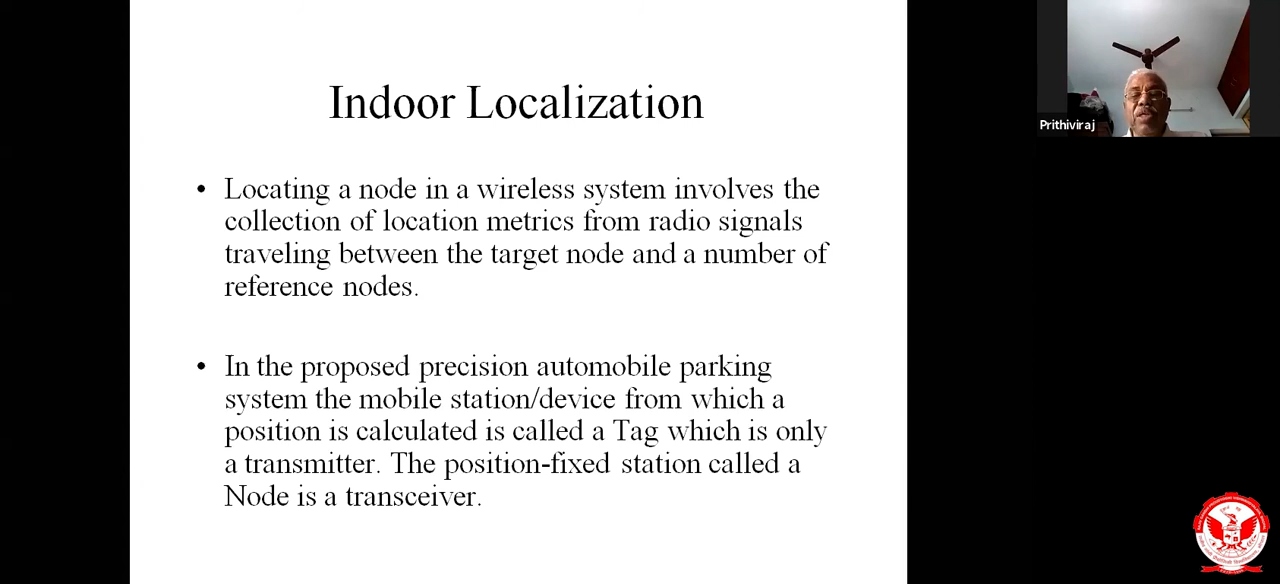 Indoor Localization
• Locating a node in a wireless system involves the
collection of location metrics from radio signals
traveling between the target node and a number of
reference nodes.
• In the proposed precision automobile parking
system the mobile station/device from which a
position is calculated is called a Tag which is only
a transmitter. The position-fixed station called a
Node is a transceiver.
Prithiviraj